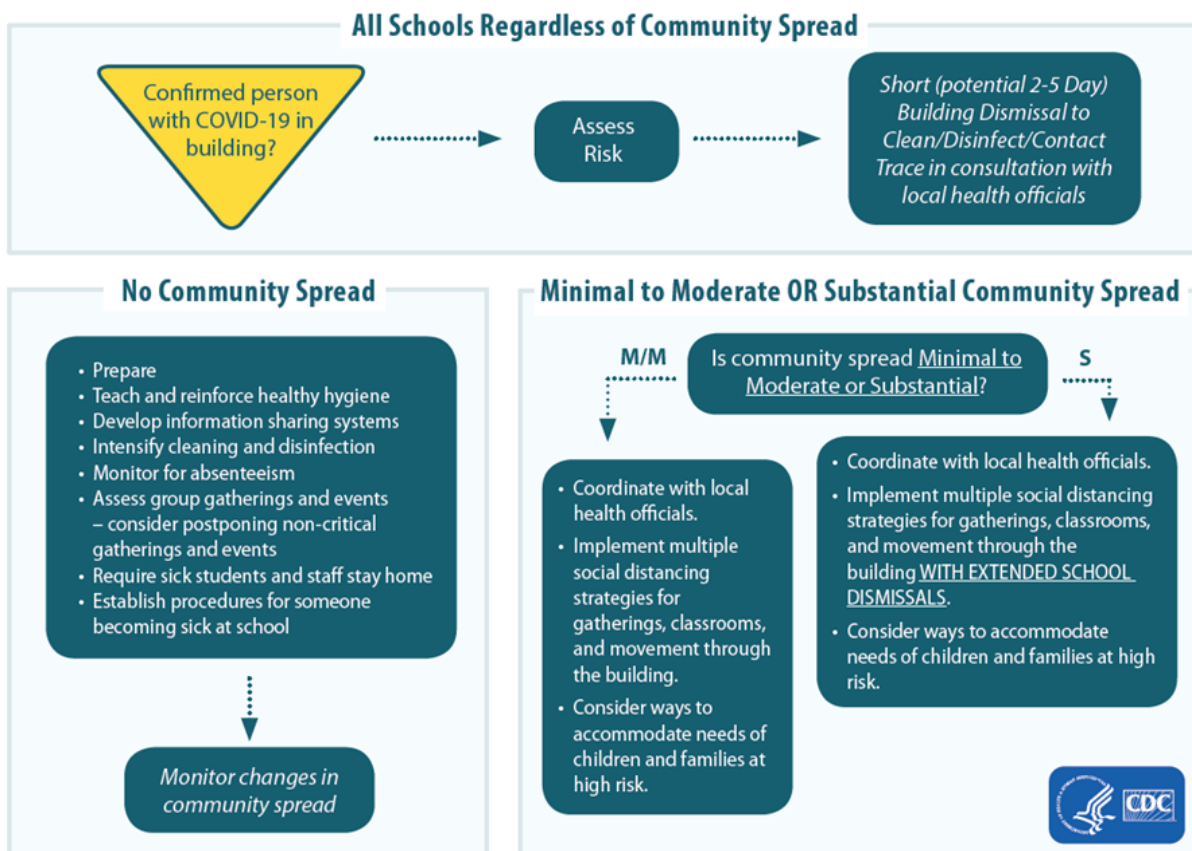 All Schools Regardless of Community Spread
Confirmed person
with COVID-19 in
building?
Assess
Risk
Short (potential 2-5 Day)
Building Dismissal to
Clean/Disinfect/Contact
Trace in consultation with
local health officials
No Community Spread
• Prepare
• Teach and reinforce healthy hygiene
• Develop information sharing systems
• Intensify cleaning and disinfection
• Monitor for absenteeism
• Assess group gatherings and events
– consider postponing non-critical
gatherings and events
• Require sick students and staff stay home
• Establish procedures for someone
becoming sick at school
Monitor changes in
community spread
Minimal to Moderate OR Substantial Community Spread
Is community spread Minimal to
Moderate or Substantial?
M/M
• Coordinate with local
health officials.
• Implement multiple
social distancing
strategies for
gatherings, classrooms,
and movement through
the building.
• Consider ways to
accommodate needs of
children and families at
high risk.
S
• Coordinate with local health officials.
• Implement multiple social distancing
strategies for gatherings, classrooms,
and movement through the
building WITH EXTENDED SCHOOL
DISMISSALS.
• Consider ways to accommodate
needs of children and families at high
risk.
CDC